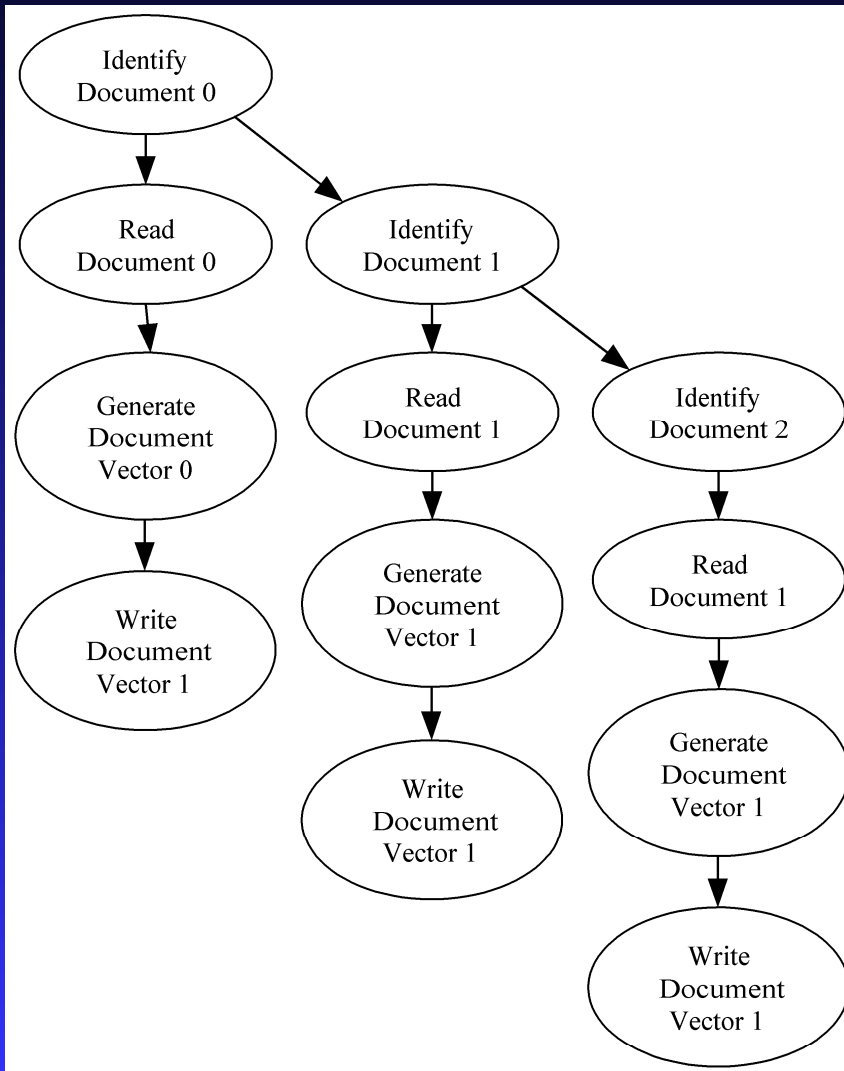 Identify
Document 0
Read
Document 0
Generate
Document
Vector 0
Write
Document
Vector 1
Identify
Document 1
Read
Document 1
Generate
Document
Vector 1
Write
Document
Vector 1
Identify
Document 2
Read
Document 1
Generate
Document
Vector 1
Write
Document
Vector 1